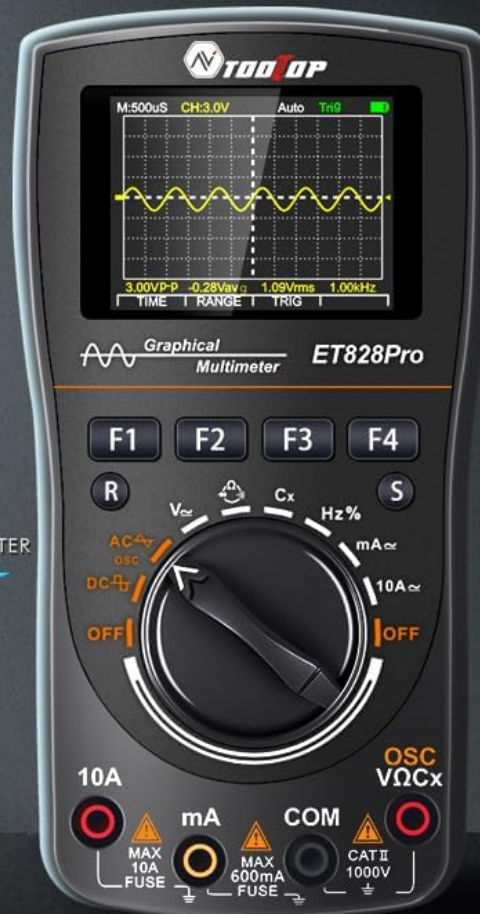 TOOLTOP
M:500uS CH:3.0V Auto Trig
3.00VP-P -0.28Vavg 1.09Vrms 1.00kHz
TIME RANGE TRIG
Graphical
Multimeter
ET828Pro
F1 F2 F3 F4
R S
V≃ Ω Cx Hz%
AC OSC
mA≃
TER
DC
10A≃
OFF OFF
OSC
10A VΩCx
mA COM
MAX
10A
FUSE
MAX
600mA
FUSE
CAT II
1000V